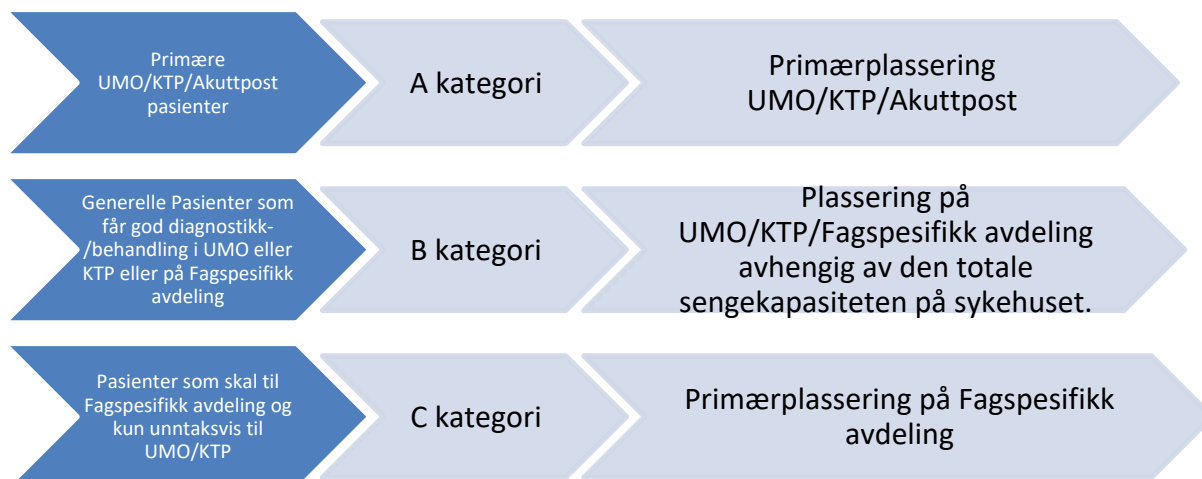 Primære
UMO/KTP/Akuttpost
pasienter
A kategori
Primærplassering
UMO/KTP/Akuttpost
Generelle Pasienter som
får god diagnostikk-
/behandling i UMO eller
KTP eller på Fagspesifikk
avdeling
B kategori
Plassering på
UMO/KTP/Fagspesifikk avdeling
avhengig av den totale
sengekapasiteten på sykehuset.
Pasienter som skal til
Fagspesifikk avdeling og
kun unntaksvis til
UMO/KTP
C kategori
Primærplassering på Fagspesifikk
avdeling